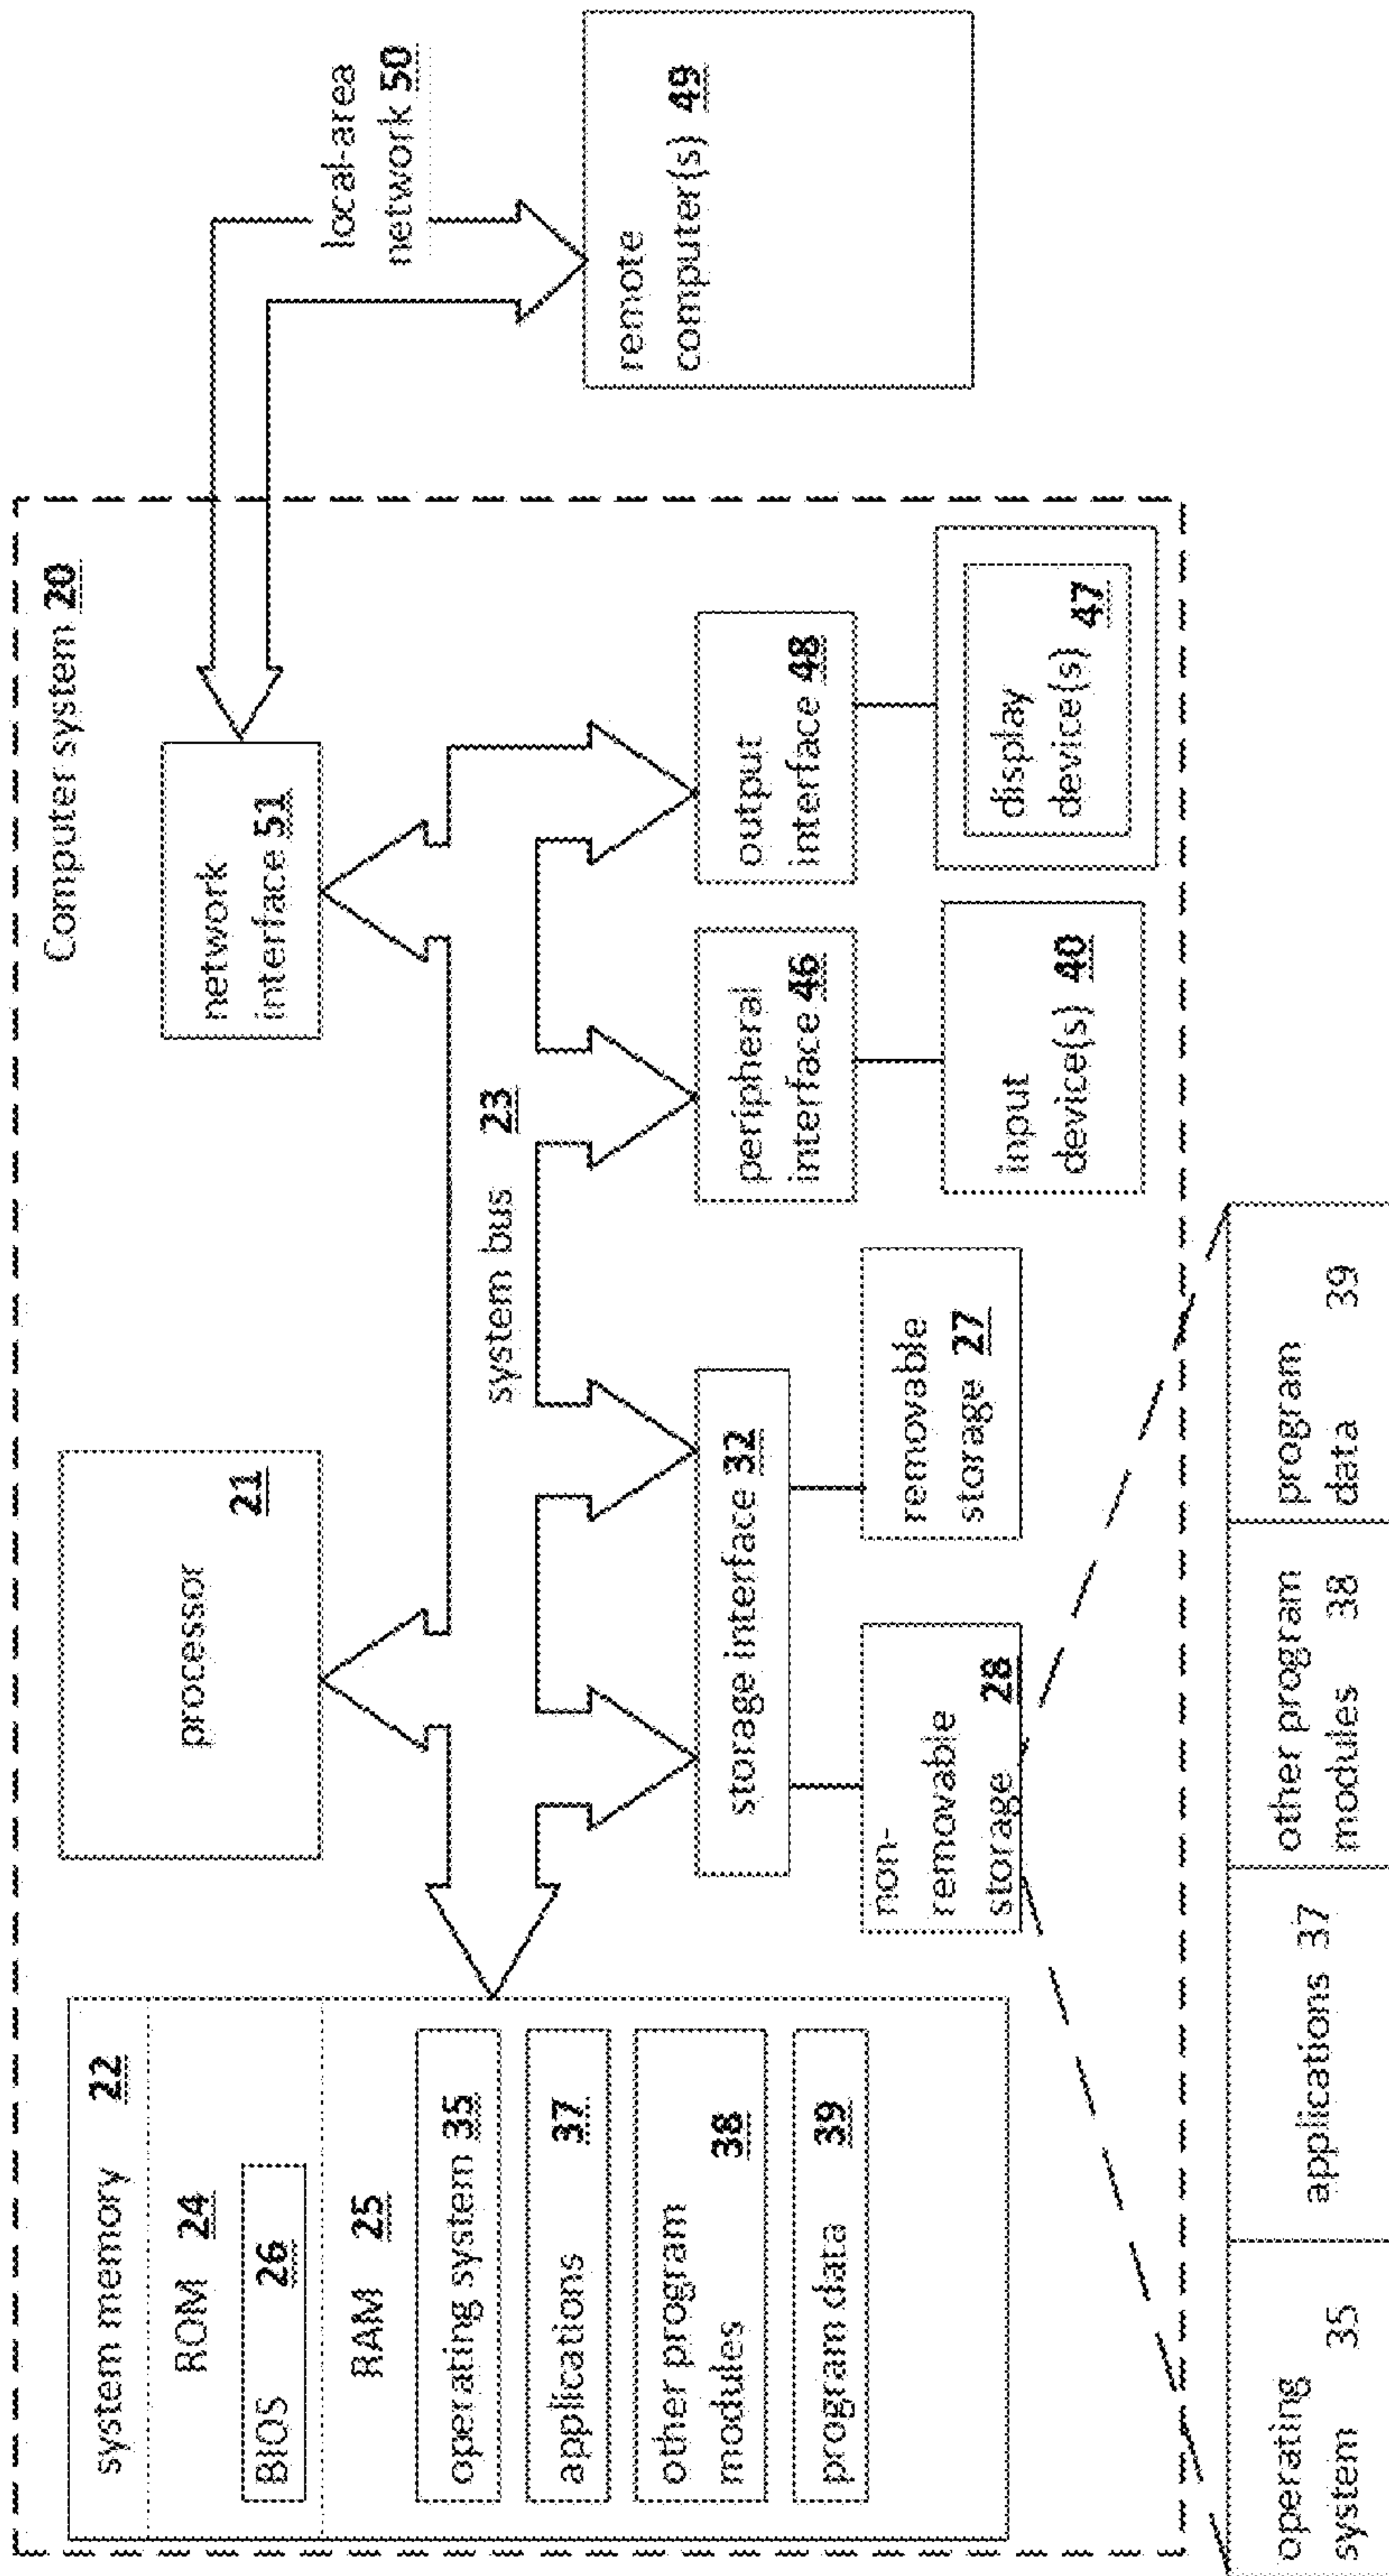 Computer system 20
system memory 22
ROM 24
BIOS 26
RAM 25
operating system 35
applications 37
other program
modules 38
program data 39
processor
21
network
interface 51
local-area
network 50
system bus 23
storage interface 32
peripheral
interface 46
output
interface 48
remote
computer(s) 49
non-
removable
storage 28
removable
storage 27
input
device(s) 40
display
device(s) 47
operating
system 35
applications 37
other program
modules 38
program
data 39